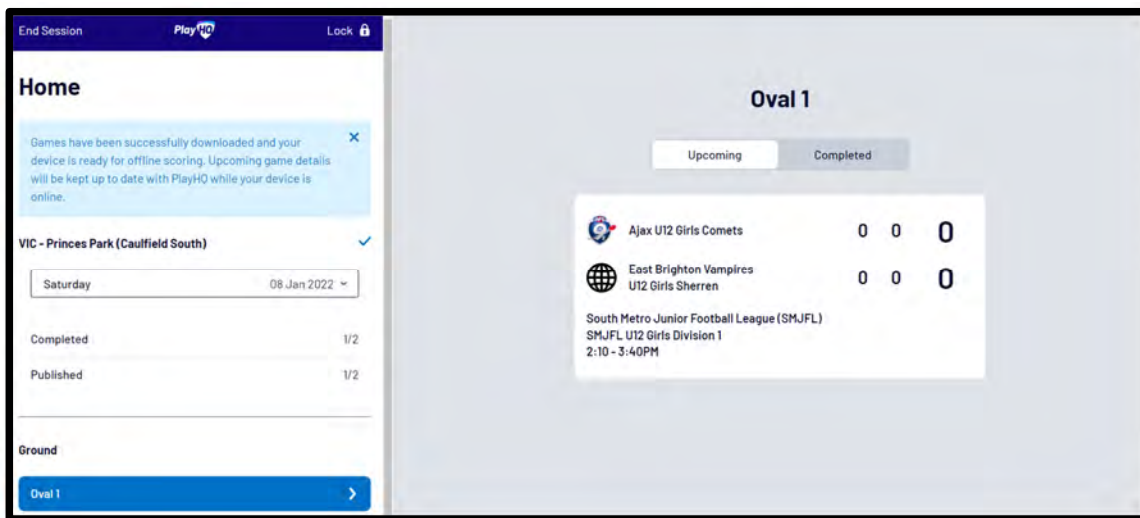 End Session
PlayHQ
Lock
Home
Games have been successfully downloaded and your
device is ready for offline scoring. Upcoming game details
will be kept up to date with PlayHQ while your device is
online.
VIC - Princes Park (Caulfield South)
Saturday 08 Jan 2022
Completed 1/2
Published 1/2
Ground
Oval 1
Oval 1
Upcoming Completed
Ajax U12 Girls Comets 0 0 0
East Brighton Vampires
U12 Girls Sherren 0 0 0
South Metro Junior Football League (SMJFL)
SMJFL U12 Girls Division 1
2:10 - 3:40PM